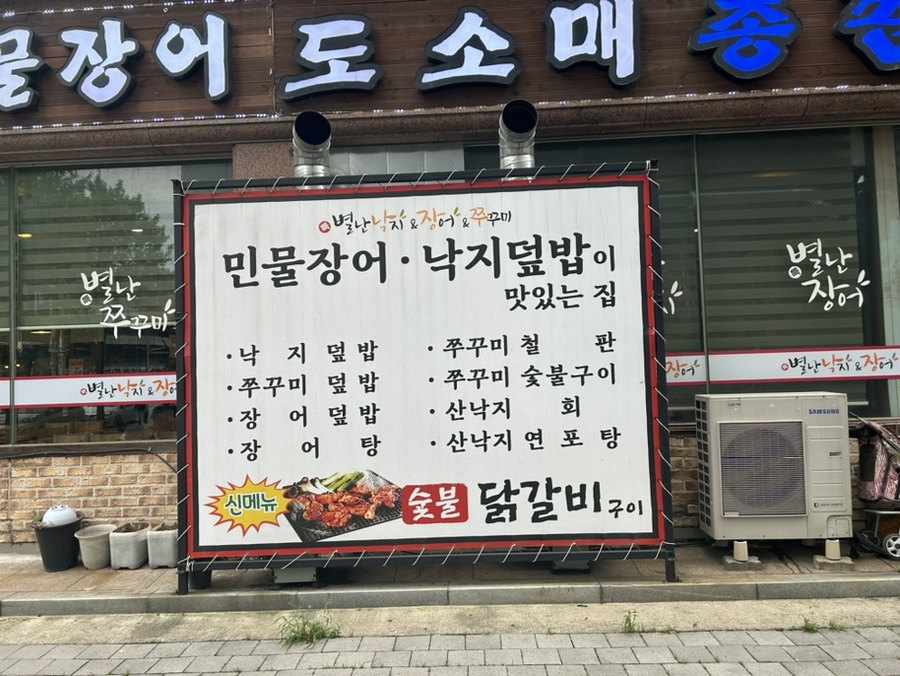 물장어 도소매
별난낙지&장어&쭈꾸미
민물장어·낙지덮밥이
맛있는 집
·낙지덮밥
·쭈꾸미 덮밥
·장어덮밥
·장어탕
·쭈꾸미 철판
·쭈꾸미 숯불구이
·산낙지 회
·산낙지 연포탕
신메뉴
숯불 닭갈비구이
별난
쭈꾸미
별난
장어
별난낙지&장어
장어
별난낙지&장어
SAMSUNG